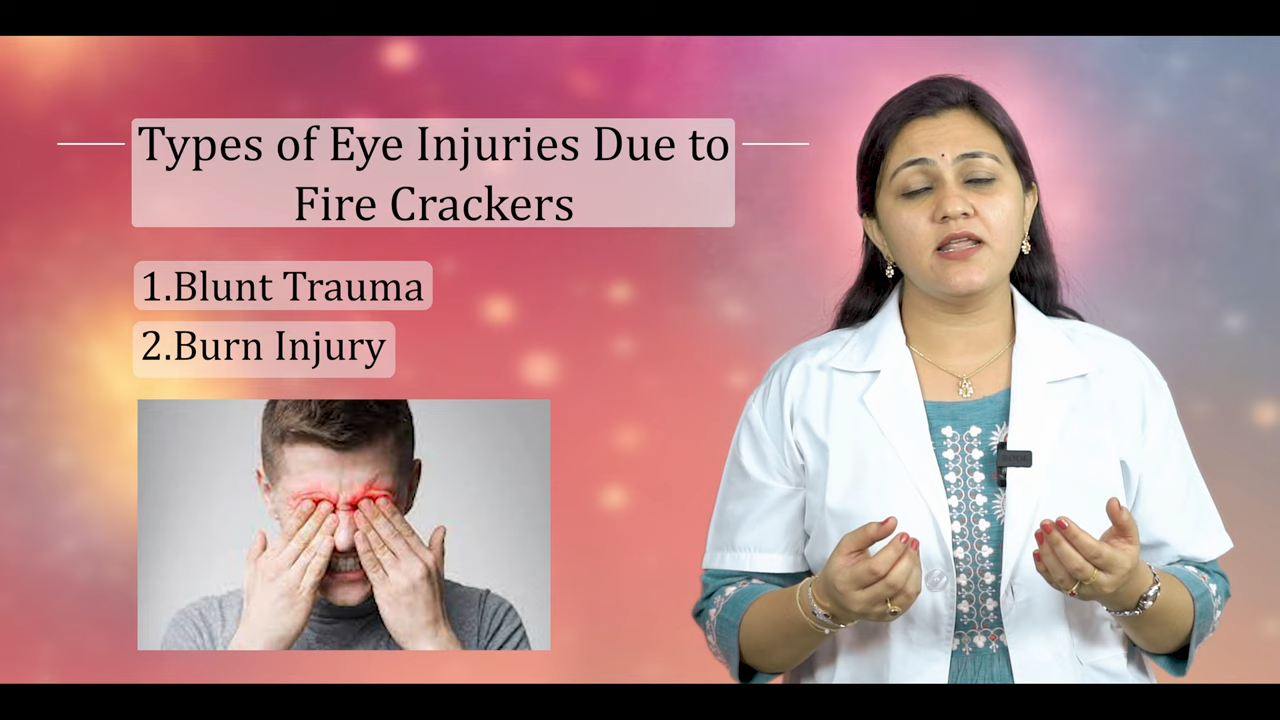 Types of Eye Injuries Due to
Fire Crackers
1.Blunt Trauma
2.Burn Injury